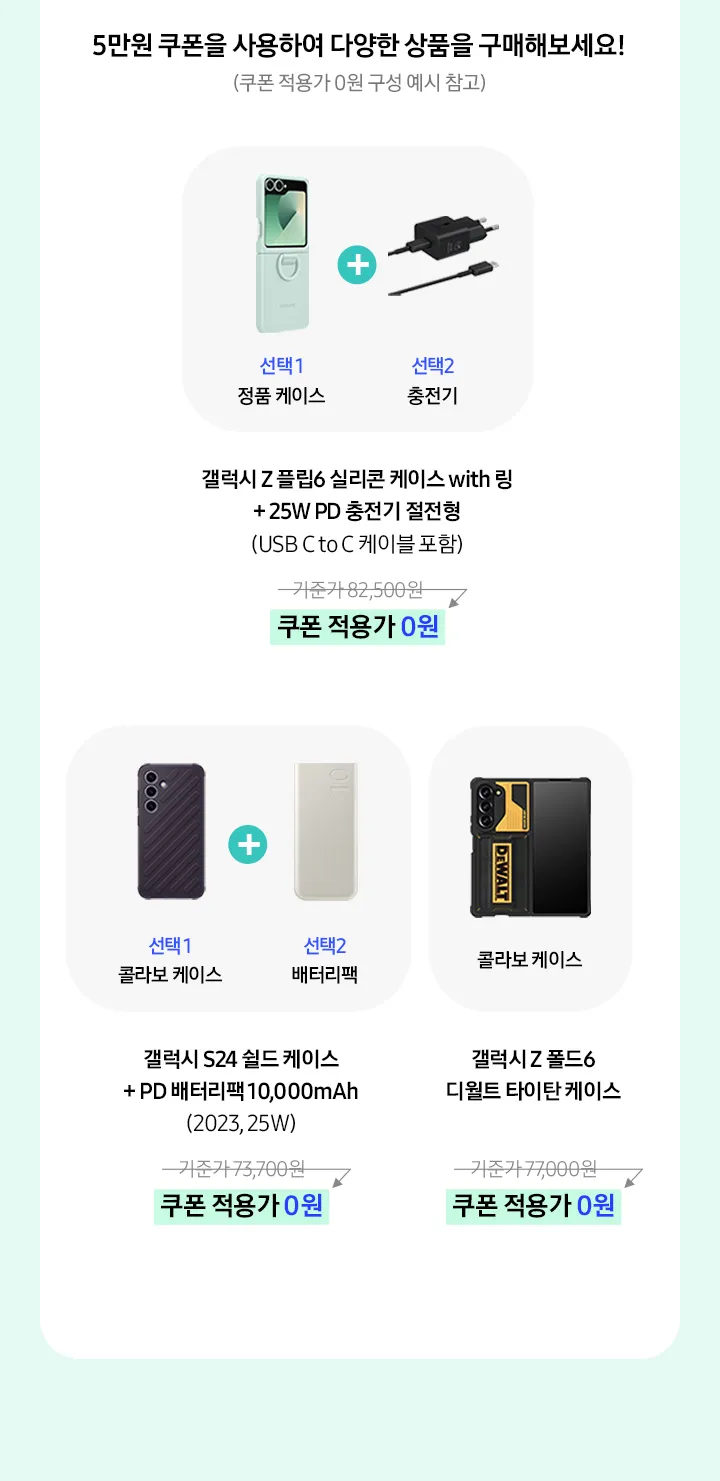 5만원 쿠폰을 사용하여 다양한 상품을 구매해보세요!
(쿠폰 적용가 0원 구성 예시 참고)
선택1
정품 케이스
선택2
충전기
갤럭시 Z 플립6 실리콘 케이스 with 링
+ 25W PD 충전기 절전형
(USB C to C 케이블 포함)
기준가 82,500원
쿠폰 적용가 0원
선택1
콜라보 케이스
선택2
배터리팩
10
갤럭시 S24 쉴드 케이스
+ PD 배터리팩 10,000mAh
(2023, 25W)
기준가 73,700원
쿠폰 적용가 0원
DEWALT
콜라보 케이스
갤럭시 Z 폴드6
디월트 타이탄 케이스
기준가 77,000원
쿠폰 적용가 0원